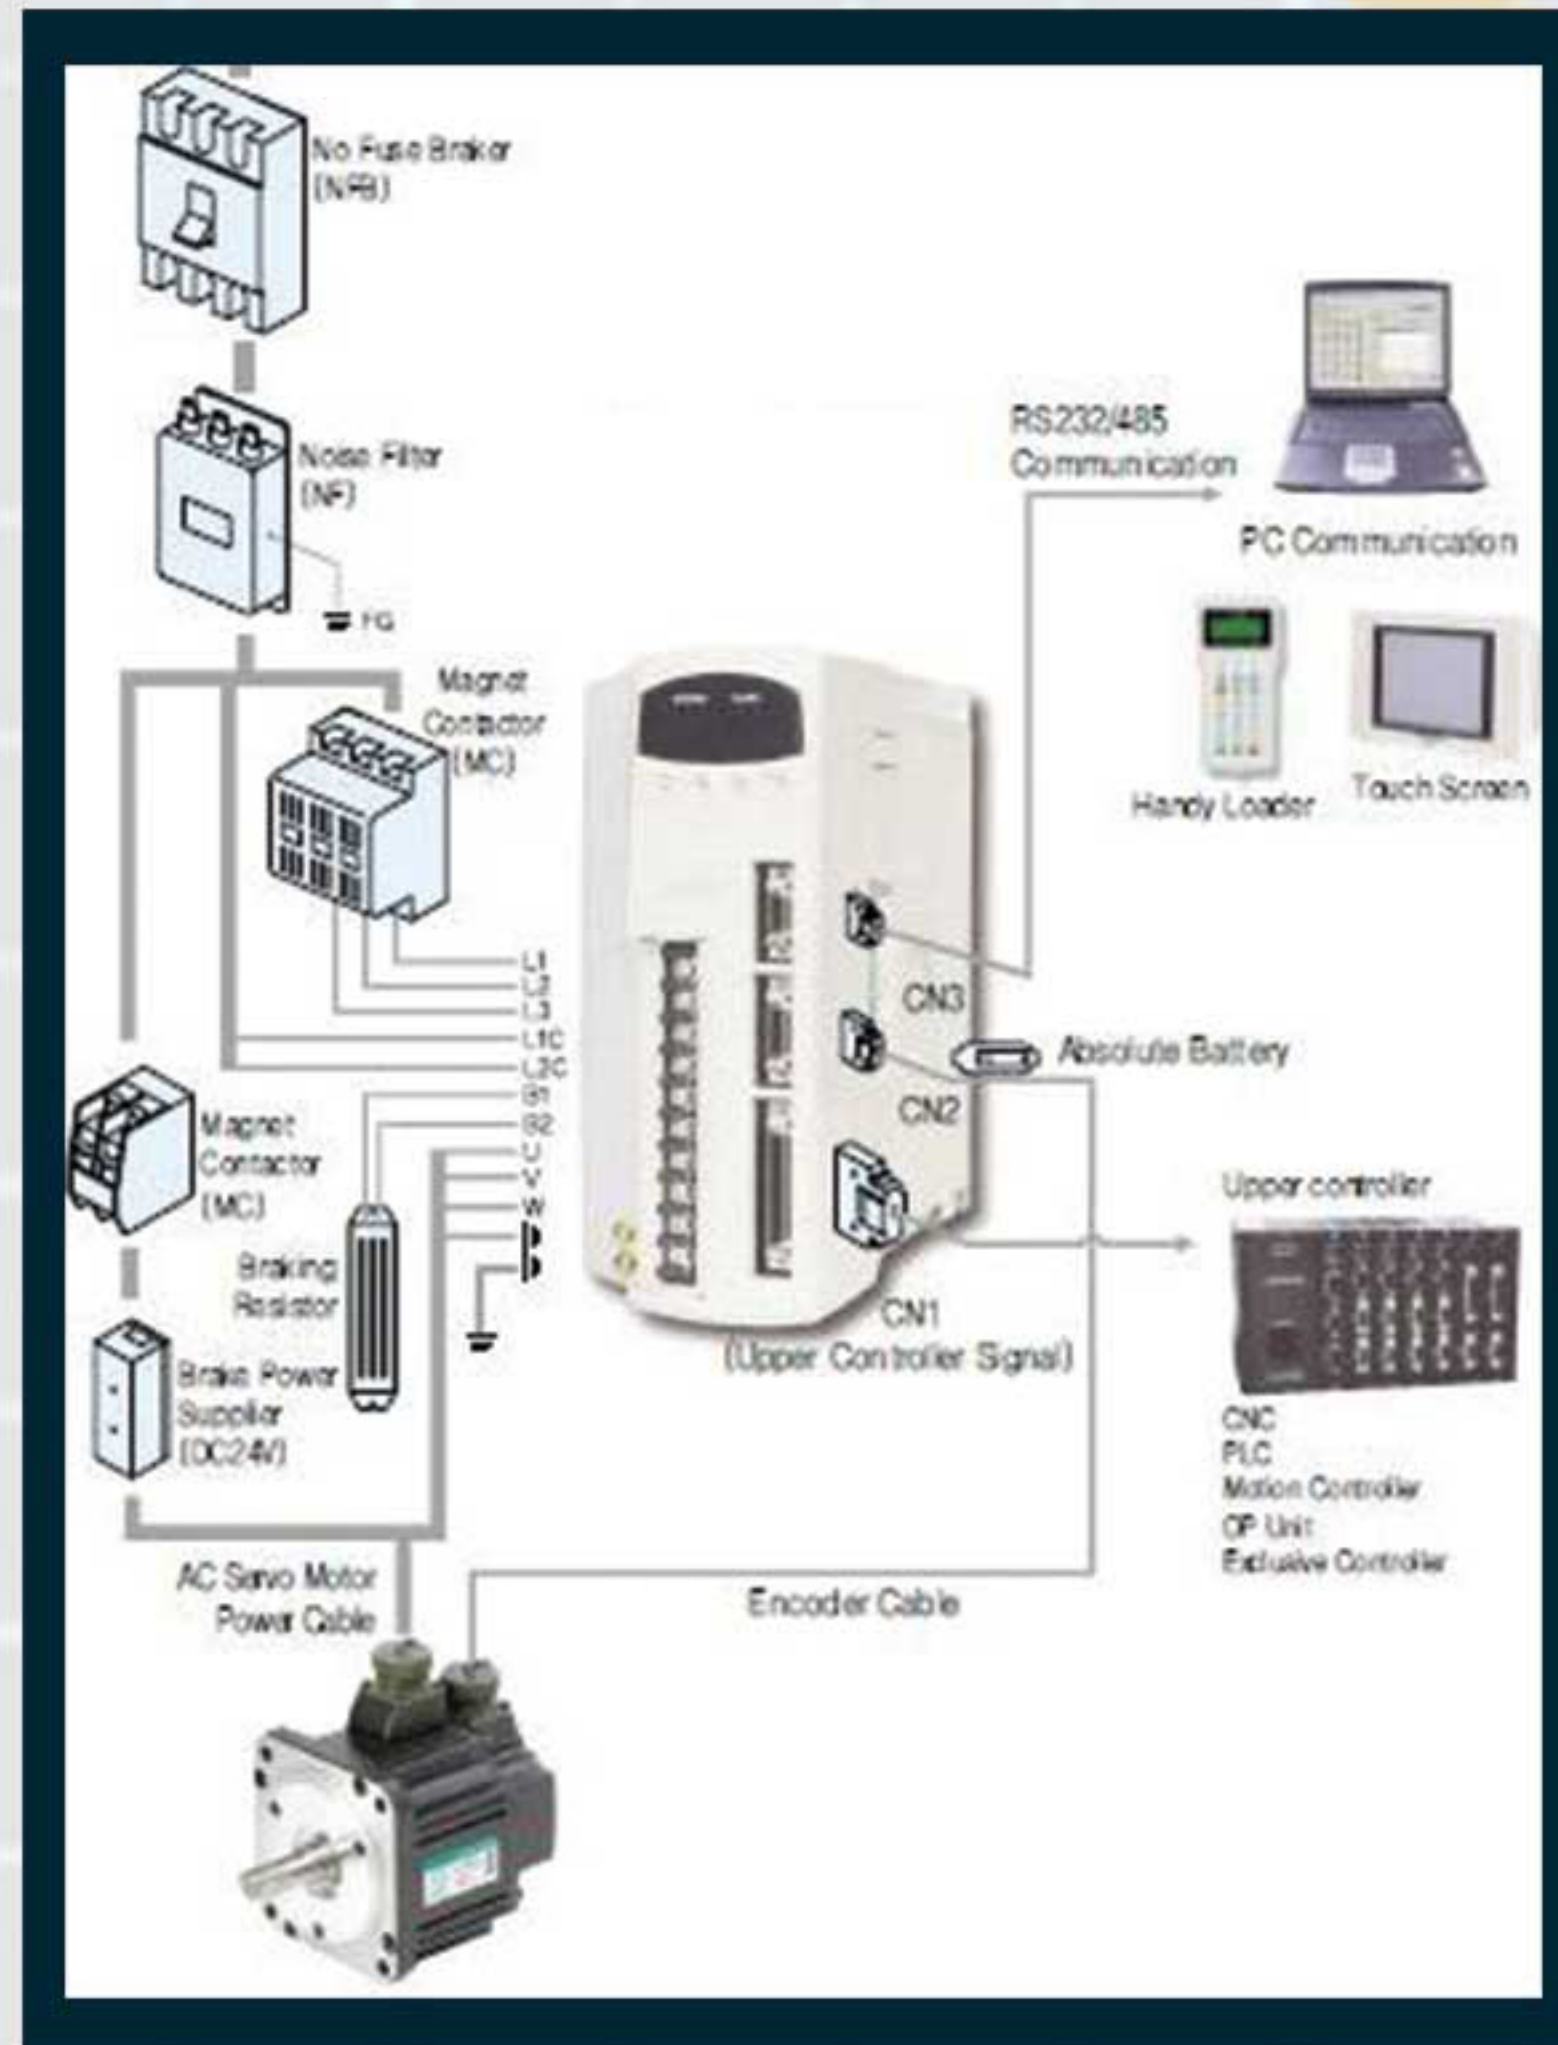 No Fuse Braker
(NFB)
Noise Filter
(NF)
FG
Magnet
Contactor
(MC)
RS232/485
Communication
PC Communication
Handy Loader
Touch Screen
L1
L2
L3
L1C
L2C
B1
B2
U
V
W
CN3
Absolute Battery
CN2
Magnet
Contactor
(MC)
Braking
Resistor
Brake Power
Supplier
(DC24V)
CN1
(Upper Controller Signal)
Upper controller
CNC
PLC
Motion Controller
OP Unit
Exclusive Controller
AC Servo Motor
Power Cable
Encoder Cable